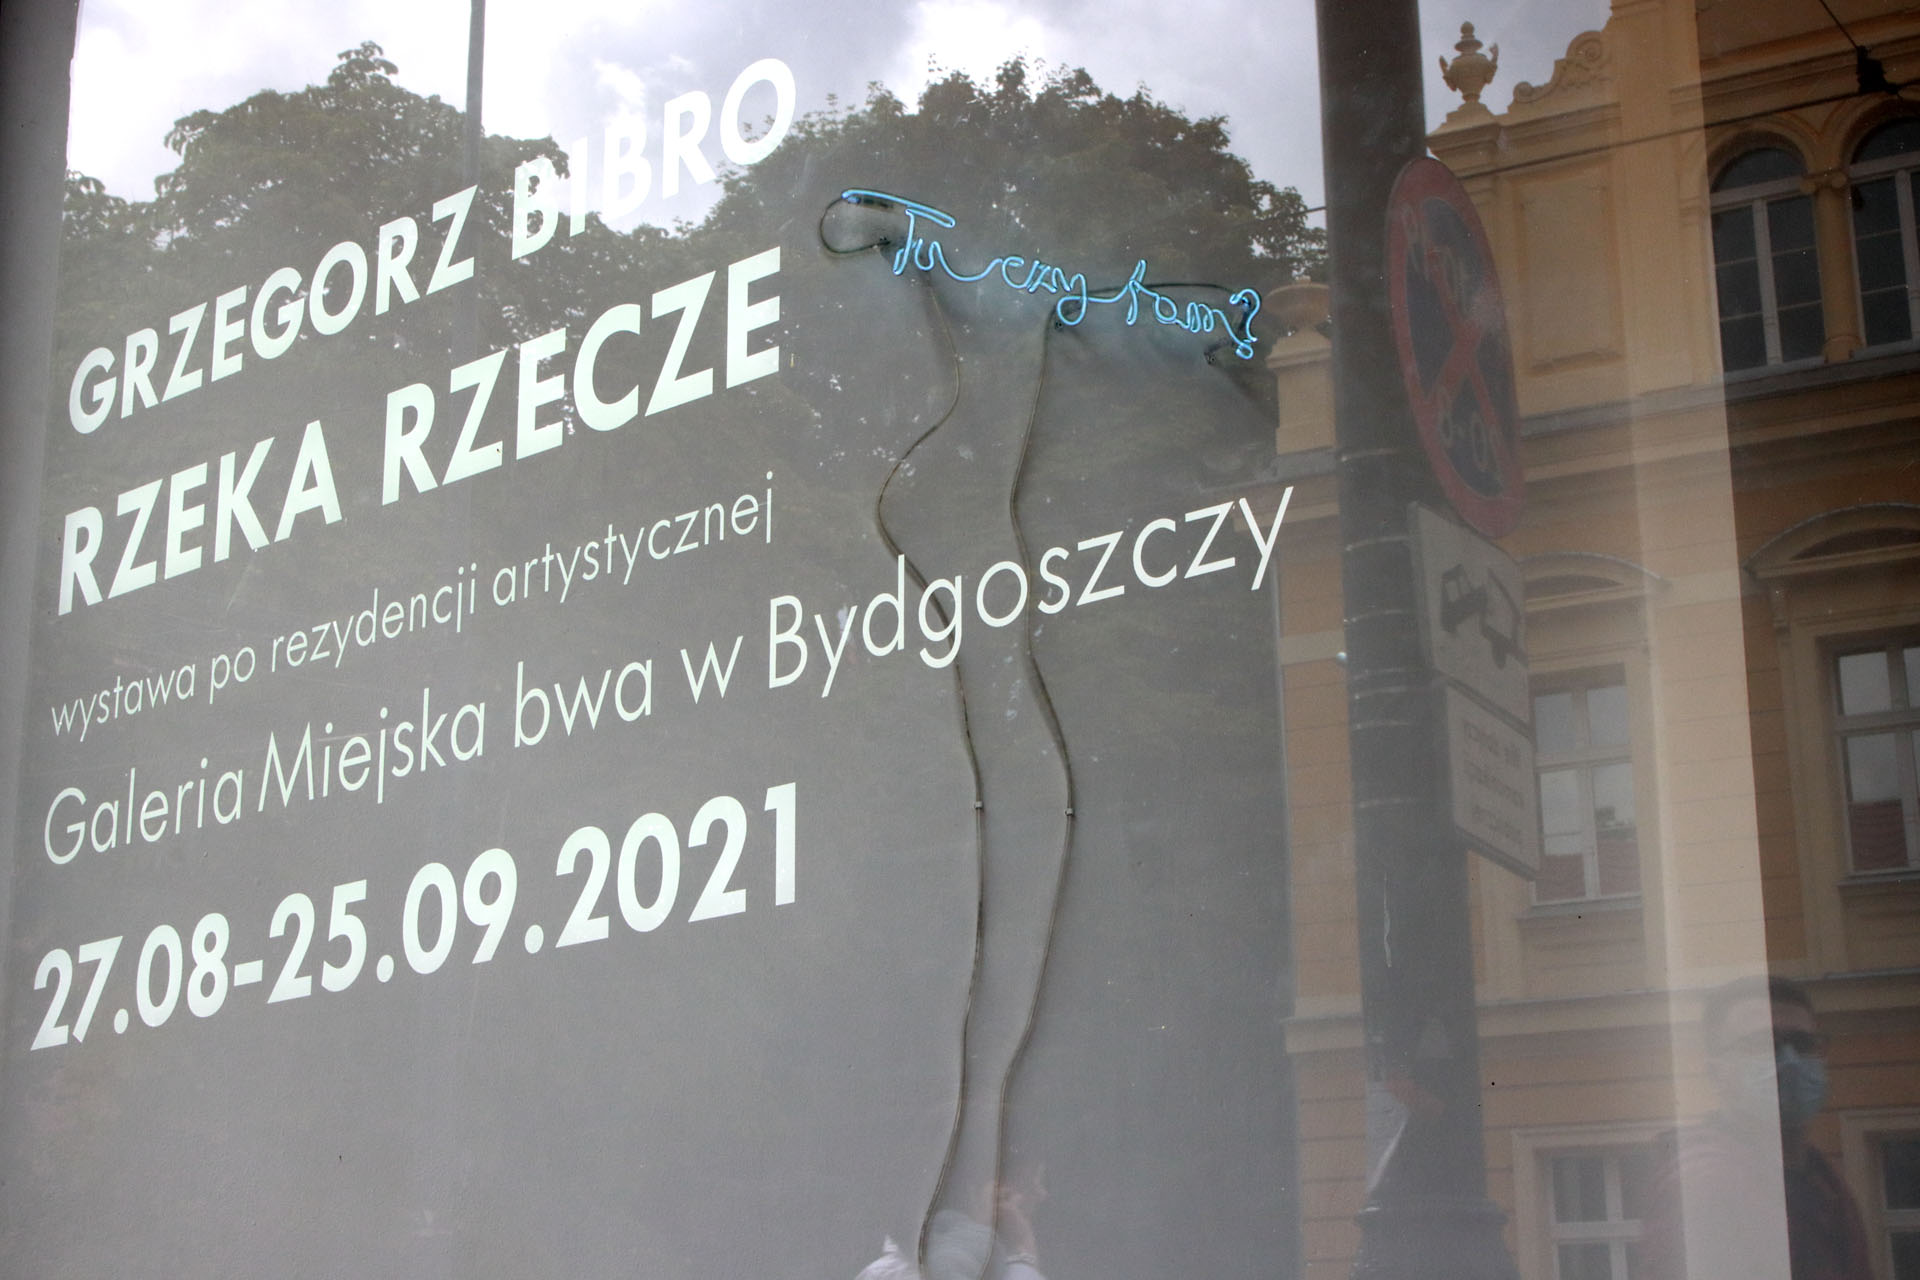 GRZEGORZ BIBRO
RZEKA RZECZE
wystawa po rezydencji artystycznej
Galeria Miejska bwa w Bydgoszczy
27.08-25.09.2021
Tu czy tam?